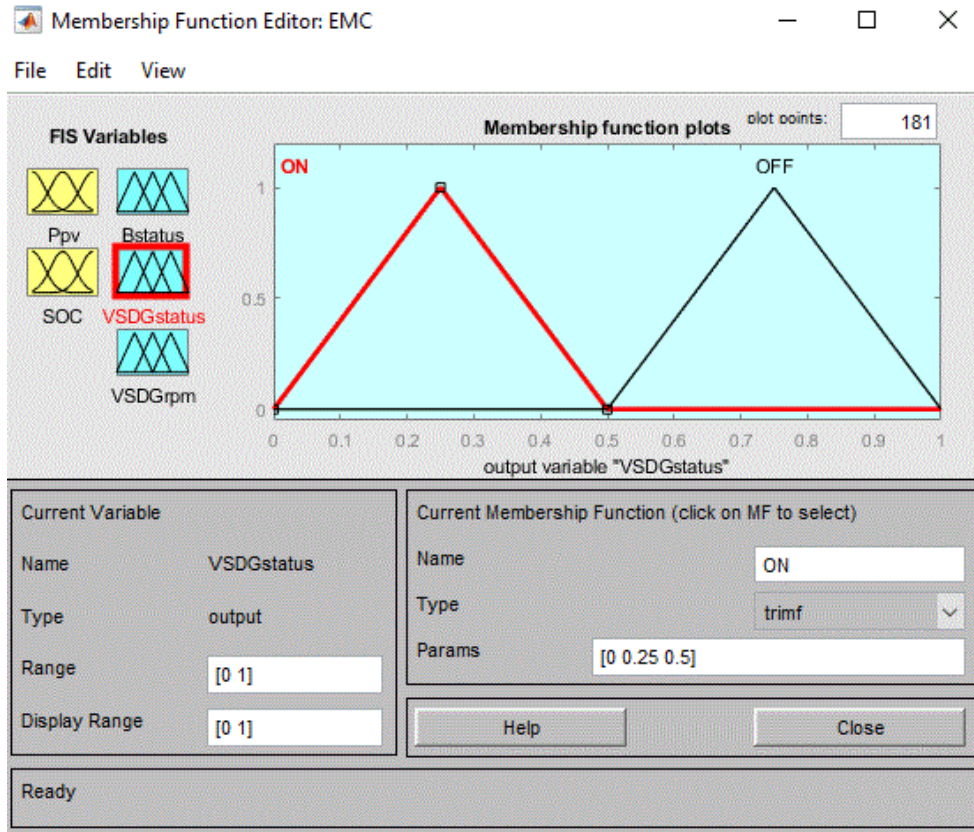 Membership Function Editor: EMC
File Edit View
FIS Variables
Membership function plots
plot points:
181
Ppv
Bstatus
SOC
VSDGstatus
VSDGrpm
ON
OFF
1
0.5
0
0 0.1 0.2 0.3 0.4 0.5 0.6 0.7 0.8 0.9 1
output variable "VSDGstatus"
Current Variable
Name VSDGstatus
Type output
Range [0 1]
Display Range [0 1]
Current Membership Function (click on MF to select)
Name ON
Type trimf
Params [0 0.25 0.5]
Help Close
Ready